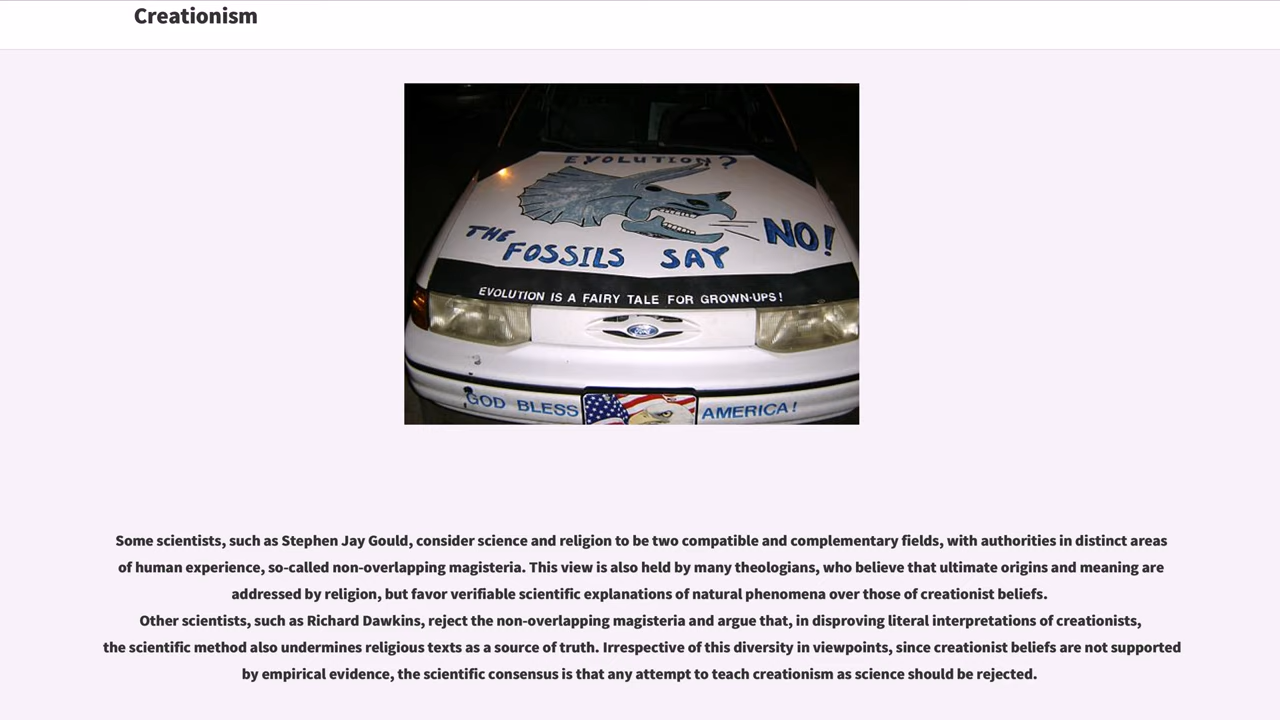 Creationism
EVOLUTION?
THE
NO!
FOSSILS SAY
EVOLUTION IS A FAIRY TALE FOR GROWN-UPS!
Ford
GOD BLESS AMERICA!
Some scientists, such as Stephen Jay Gould, consider science and religion to be two compatible and complementary fields, with authorities in distinct areas
of human experience, so-called non-overlapping magisteria. This view is also held by many theologians, who believe that ultimate origins and meaning are
addressed by religion, but favor verifiable scientific explanations of natural phenomena over those of creationist beliefs.
Other scientists, such as Richard Dawkins, reject the non-overlapping magisteria and argue that, in disproving literal interpretations of creationists,
the scientific method also undermines religious texts as a source of truth. Irrespective of this diversity in viewpoints, since creationist beliefs are not supported
by empirical evidence, the scientific consensus is that any attempt to teach creationism as science should be rejected.